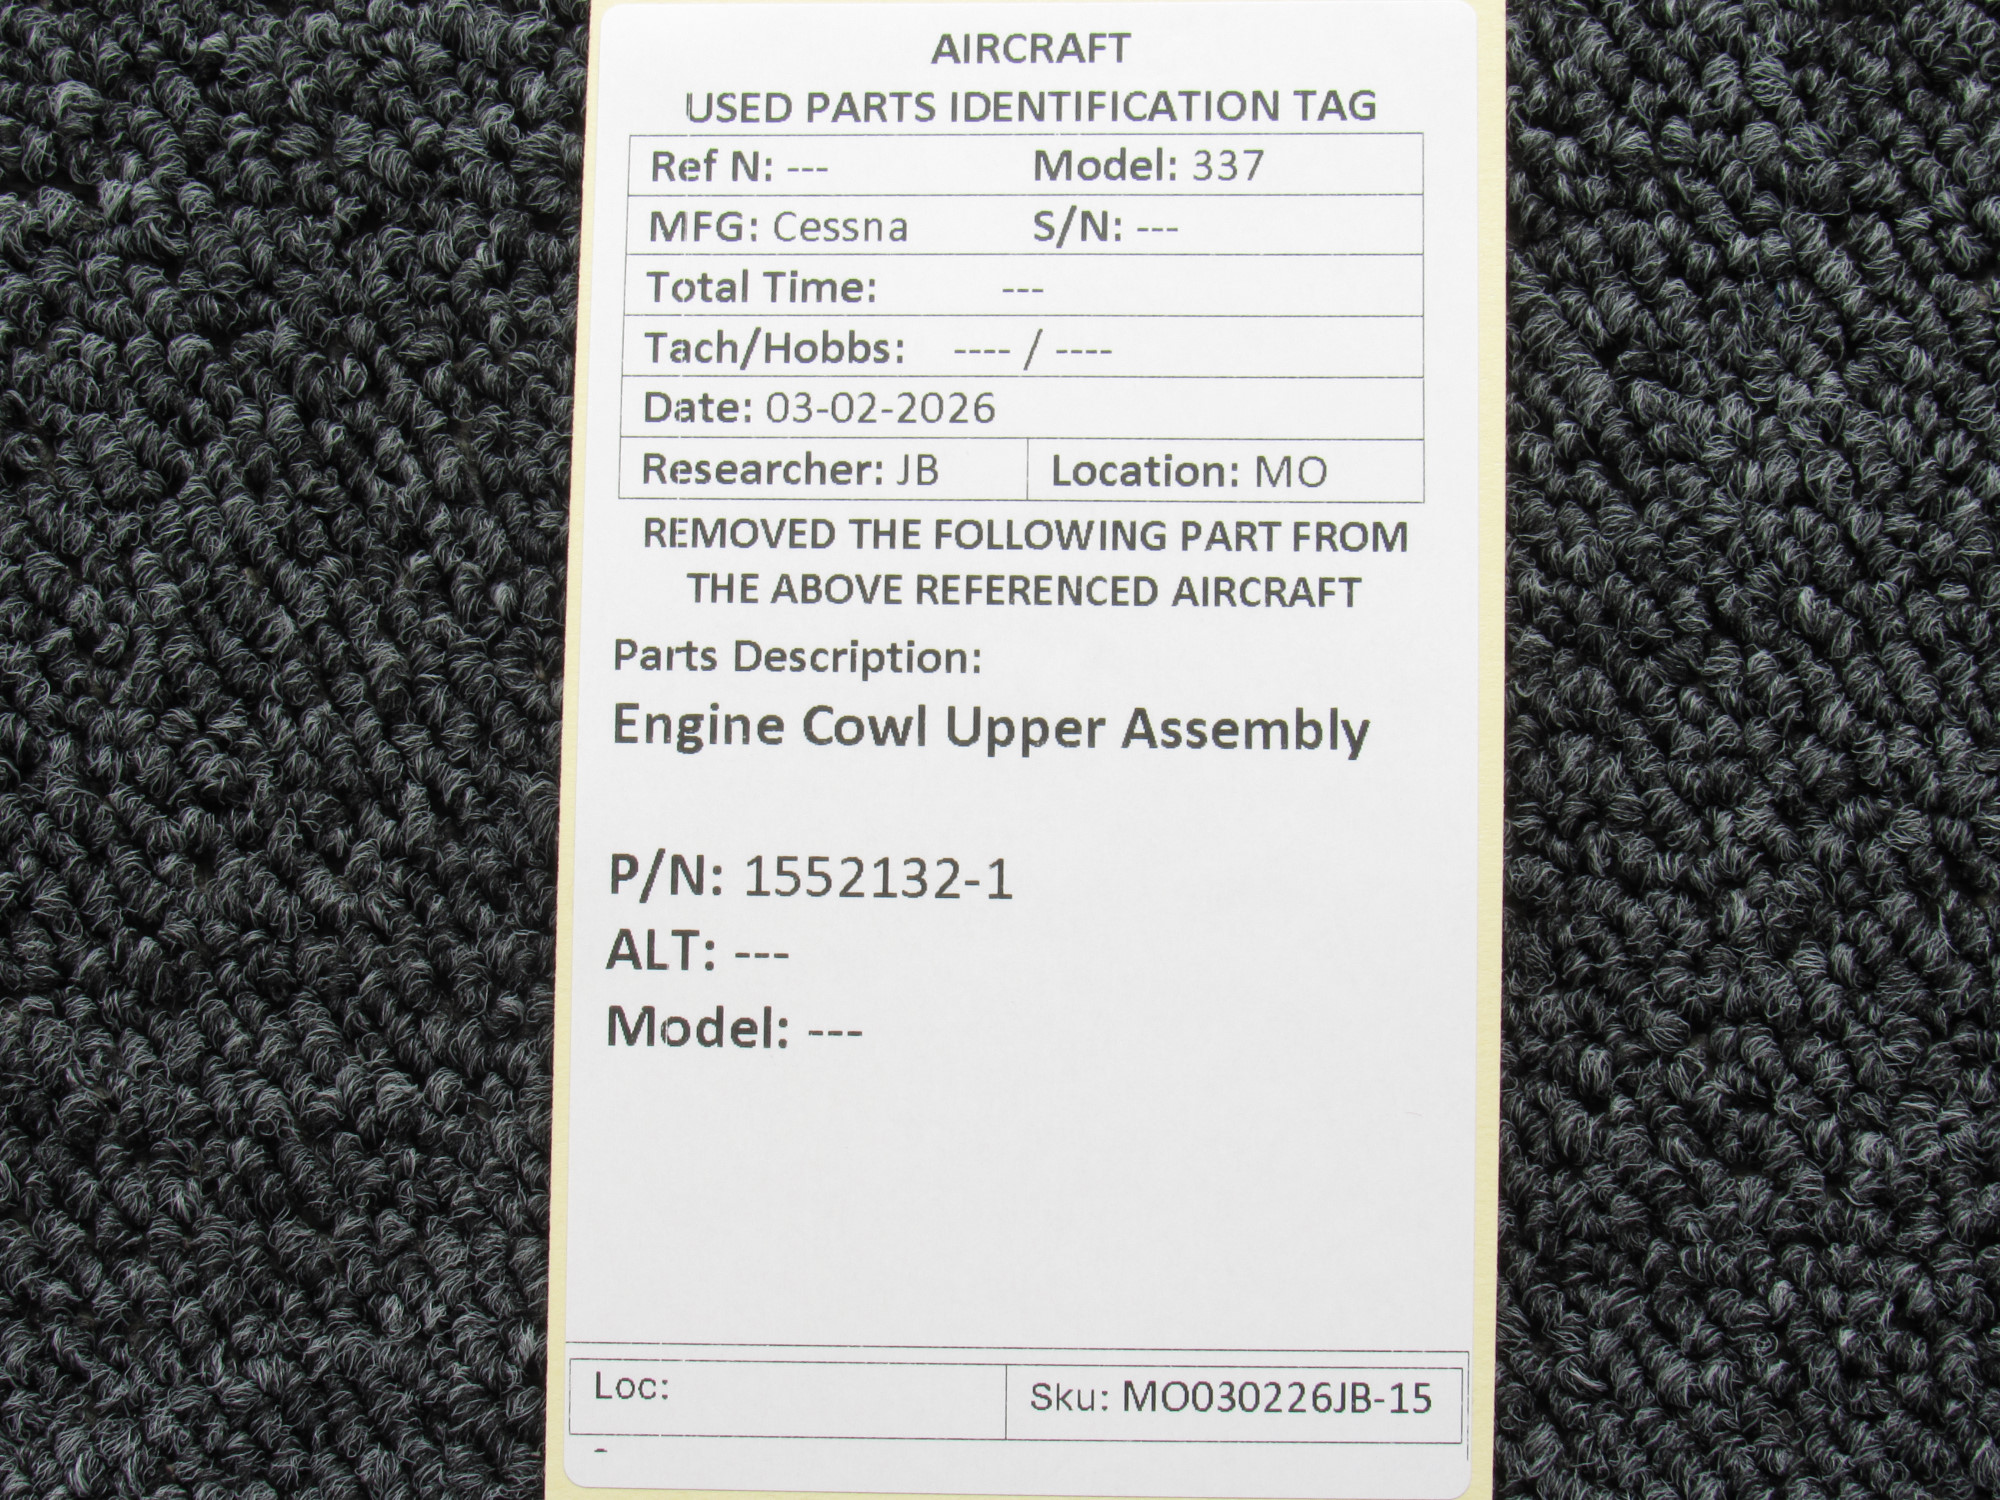 AIRCRAFT
USED PARTS IDENTIFICATION TAG
Ref N: --- Model: 337
MFG: Cessna S/N: ---
Total Time: ---
Tach/Hobbs: ---- / ----
Date: 03-02-2026
Researcher: JB Location: MO
REMOVED THE FOLLOWING PART FROM
THE ABOVE REFERENCED AIRCRAFT
Parts Description:
Engine Cowl Upper Assembly
P/N: 1552132-1
ALT: ---
Model: ---
Loc: Sku: MO030226JB-15